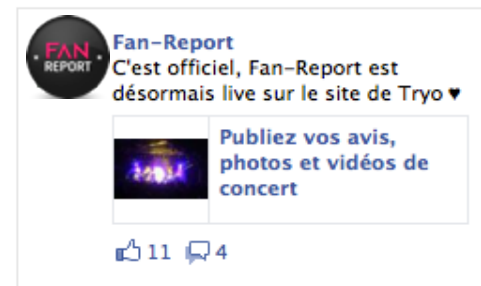 FAN
REPORT
Fan-Report
C'est officiel, Fan-Report est
désormais live sur le site de Tryo ♥
Publiez vos avis,
photos et vidéos de
concert
11 4